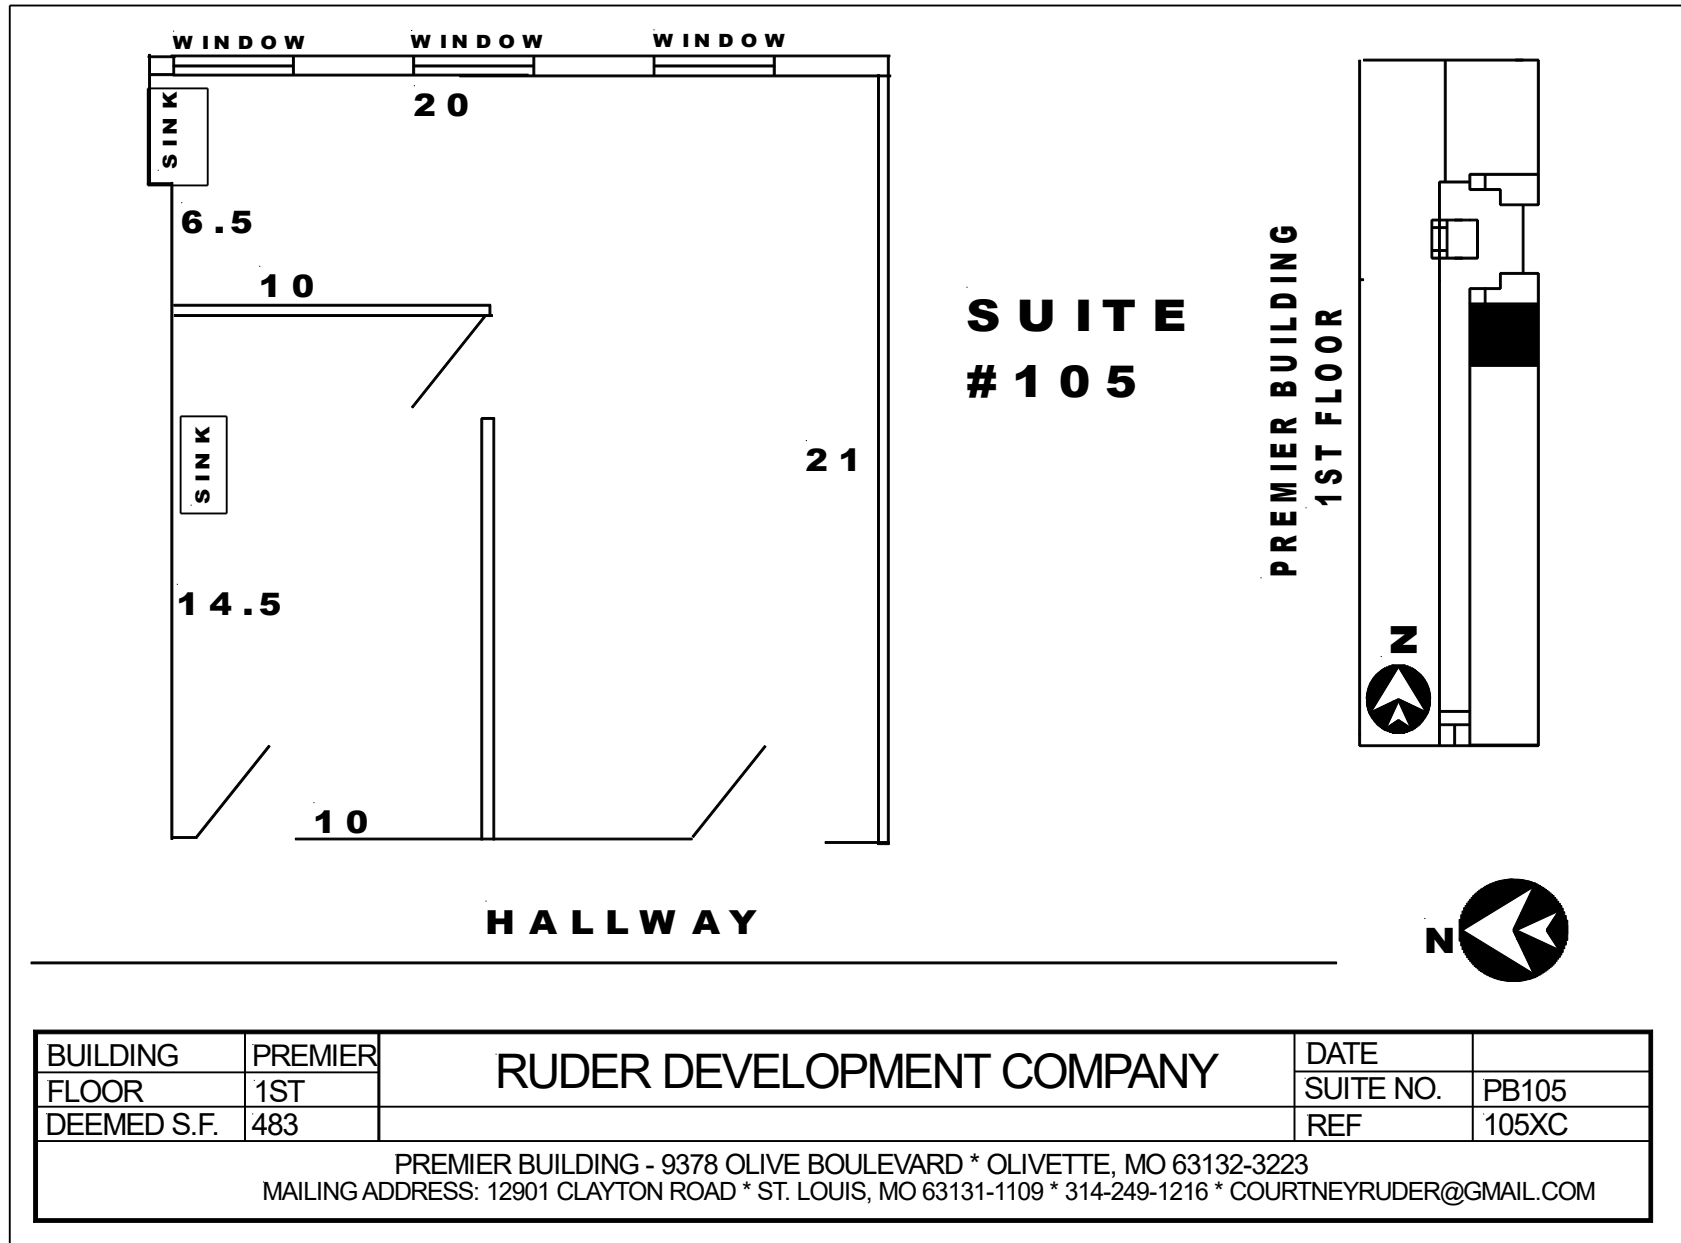 WINDOW WINDOW WINDOW
SINK
20
6.5
10
SUITE
#105
PREMIER BUILDING
1ST FLOOR
SINK
21
14.5
N
10
HALLWAY
N
BUILDING PREMIER
FLOOR 1ST
DEEMED S.F. 483
RUDER DEVELOPMENT COMPANY
DATE
SUITE NO. PB105
REF 105XC
PREMIER BUILDING - 9378 OLIVE BOULEVARD * OLIVETTE, MO 63132-3223
MAILING ADDRESS: 12901 CLAYTON ROAD * ST. LOUIS, MO 63131-1109 * 314-249-1216 * COURTNEYRUDER@GMAIL.COM